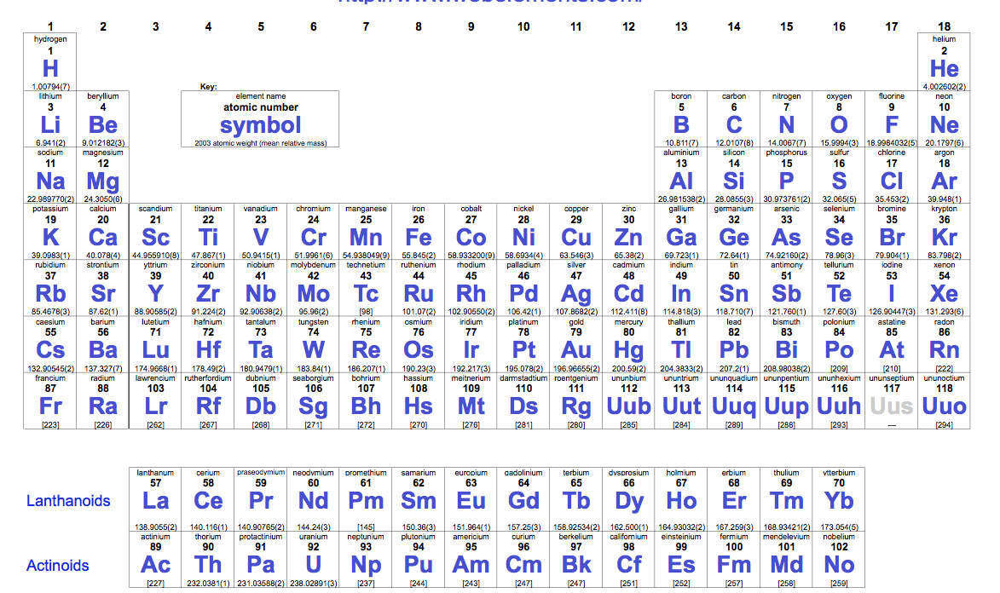 1 2 3 4 5 6 7 8 9 10 11 12 13 14 15 16 17 18
hydrogen helium
1 2
H He
1.00794(7) Key: 4.002602(2)
lithium beryllium element name boron carbon nitrogen oxygen fluorine neon
3 4 atomic number 5 6 7 8 9 10
Li Be symbol B C N O F Ne
6.941(2) 9.012182(3) 2003 atomic weight (mean relative mass) 10.811(7) 12.0107(8) 14.0067(7) 15.9994(3) 18.9984032(5) 20.1797(6)
sodium magnesium aluminium silicon phosphorus sulfur chlorine argon
11 12 13 14 15 16 17 18
Na Mg Al Si P S Cl Ar
22.989770(2) 24.3050(6) 26.981538(2) 28.0855(3) 30.973761(2) 32.065(5) 35.453(2) 39.948(1)
potassium calcium scandium titanium vanadium chromium manganese iron cobalt nickel copper zinc gallium germanium arsenic selenium bromine krypton
19 20 21 22 23 24 25 26 27 28 29 30 31 32 33 34 35 36
K Ca Sc Ti V Cr Mn Fe Co Ni Cu Zn Ga Ge As Se Br Kr
39.0983(1) 40.078(4) 44.955910(8) 47.867(1) 50.9415(1) 51.9961(6) 54.938049(9) 55.845(2) 58.933200(9) 58.6934(4) 63.546(3) 65.38(2) 69.723(1) 72.64(1) 74.92160(2) 78.96(3) 79.904(1) 83.798(2)
rubidium strontium yttrium zirconium niobium molybdenum technetium ruthenium rhodium palladium silver cadmium indium tin antimony tellurium iodine xenon
37 38 39 40 41 42 43 44 45 46 47 48 49 50 51 52 53 54
Rb Sr Y Zr Nb Mo Tc Ru Rh Pd Ag Cd In Sn Sb Te I Xe
85.4678(3) 87.62(1) 88.90585(2) 91.224(2) 92.90638(2) 95.96(2) [98] 101.07(2) 102.90550(2) 106.42(1) 107.8682(2) 112.411(8) 114.818(3) 118.710(7) 121.760(1) 127.60(3) 126.90447(3) 131.293(6)
caesium barium lutetium hafnium tantalum tungsten rhenium osmium iridium platinum gold mercury thallium lead bismuth polonium astatine radon
55 56 71 72 73 74 75 76 77 78 79 80 81 82 83 84 85 86
Cs Ba Lu Hf Ta W Re Os Ir Pt Au Hg Tl Pb Bi Po At Rn
132.90545(2) 137.327(7) 174.9668(1) 178.49(2) 180.9479(1) 183.84(1) 186.207(1) 190.23(3) 192.217(3) 195.078(2) 196.96655(2) 200.59(2) 204.3833(2) 207.2(1) 208.98038(2) [209] [210] [222]
francium radium lawrencium rutherfordium dubnium seaborgium bohrium hassium meitnerium darmstadtium roentgenium ununbium ununtrium ununquadium ununpentium ununhexium ununseptium ununoctium
87 88 103 104 105 106 107 108 109 110 111 112 113 114 115 116 117 118
Fr Ra Lr Rf Db Sg Bh Hs Mt Ds Rg Uub Uut Uuq Uup Uuh Uus Uuo
[223] [226] [262] [267] [268] [271] [272] [270] [276] [281] [280] [285] [284] [289] [288] [293] — [294]
lanthanum cerium praseodymium neodymium promethium samarium europium gadolinium terbium dysprosium holmium erbium thulium ytterbium
57 58 59 60 61 62 63 64 65 66 67 68 69 70
Lanthanoids La Ce Pr Nd Pm Sm Eu Gd Tb Dy Ho Er Tm Yb
138.9055(2) 140.116(1) 140.90765(2) 144.24(3) [145] 150.36(3) 151.964(1) 157.25(3) 158.92534(2) 162.500(1) 164.93032(2) 167.259(3) 168.93421(2) 173.054(5)
actinium thorium protactinium uranium neptunium plutonium americium curium berkelium californium einsteinium fermium mendelevium nobelium
89 90 91 92 93 94 95 96 97 98 99 100 101 102
Actinoids Ac Th Pa U Np Pu Am Cm Bk Cf Es Fm Md No
[227] 232.0381(1) 231.03588(2) 238.02891(3) [237] [244] [243] [247] [247] [251] [252] [257] [258] [259]